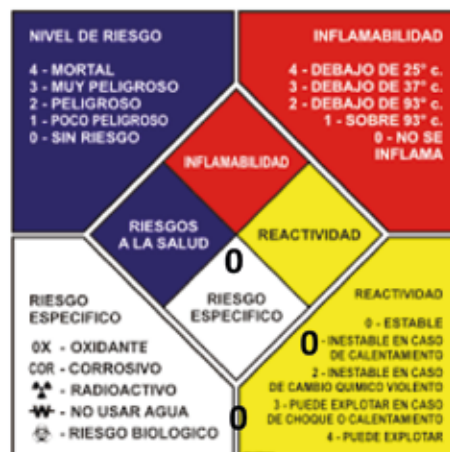 NIVEL DE RIESGO
4 - MORTAL
3 - MUY PELIGROSO
2 - PELIGROSO
1 - POCO PELIGROSO
0 - SIN RIESGO
INFLAMABILIDAD
4 - DEBAJO DE 25° c.
3 - DEBAJO DE 37° c.
2 - DEBAJO DE 93° c.
1 - SOBRE 93° c.
0 - NO SE
INFLAMA
INFLAMABILIDAD
RIESGOS
A LA SALUD
REACTIVIDAD
0
RIESGO
ESPECIFICO
RIESGO
ESPECIFICO
0X - OXIDANTE
COR - CORROSIVO
- RADIOACTIVO
W - NO USAR AGUA
- RIESGO BIOLOGICO
REACTIVIDAD
0 - ESTABLE
0 - INESTABLE EN CASO
DE CALENTAMIENTO
2 - INESTABLE EN CASO
DE CAMBIO QUIMICO VIOLENTO
3 - PUEDE EXPLOTAR EN CASO
0 DE CHOQUE O CALENTAMIENTO
4 - PUEDE EXPLOTAR